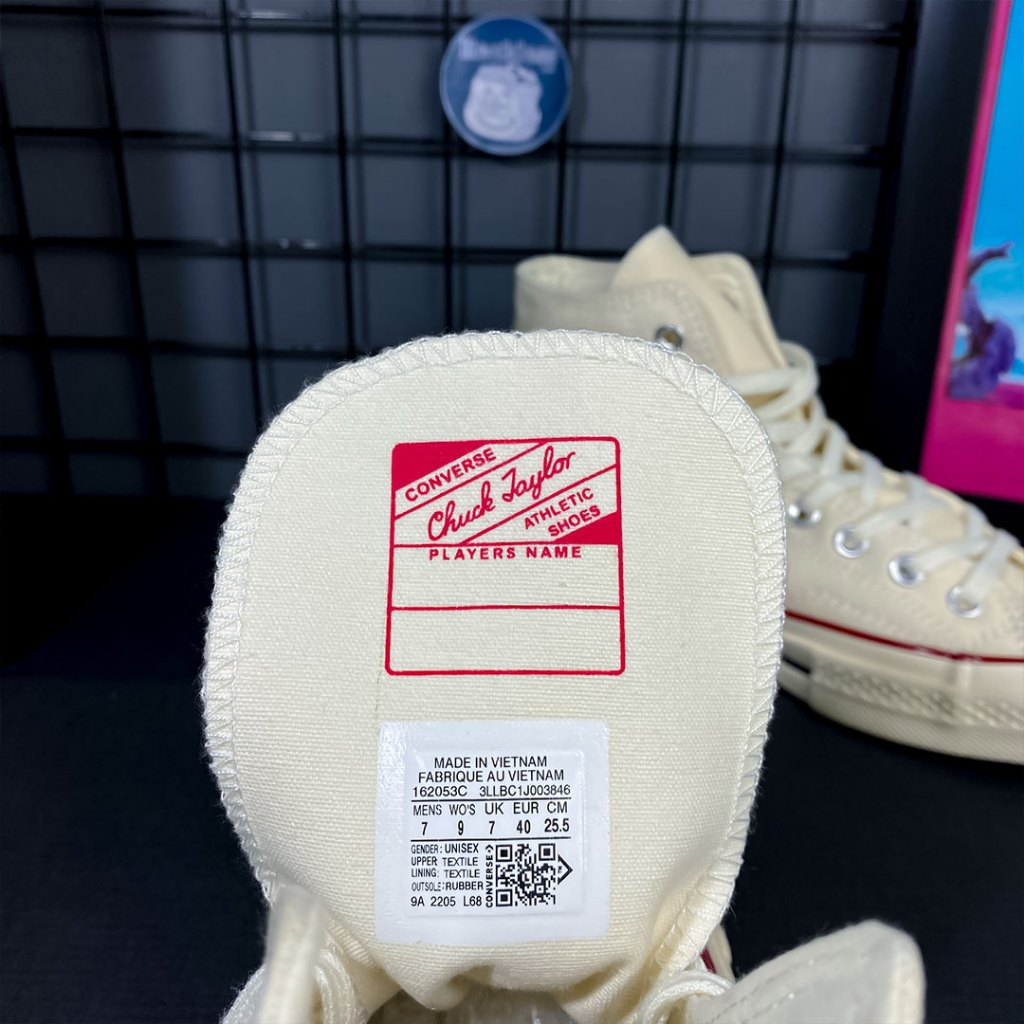 CONVERSE
Chuck Taylor
ATHLETIC
SHOES
PLAYERS NAME
MADE IN VIETNAM
FABRIQUE AU VIETNAM
162053C 3LLBC1J003846
MENS WO'S UK EUR CM
7 9 7 40 25.5
GENDER: UNISEX
UPPER TEXTILE
LINING: TEXTILE
OUTSOLE: RUBBER
9A 2205 L68
CONVERSE